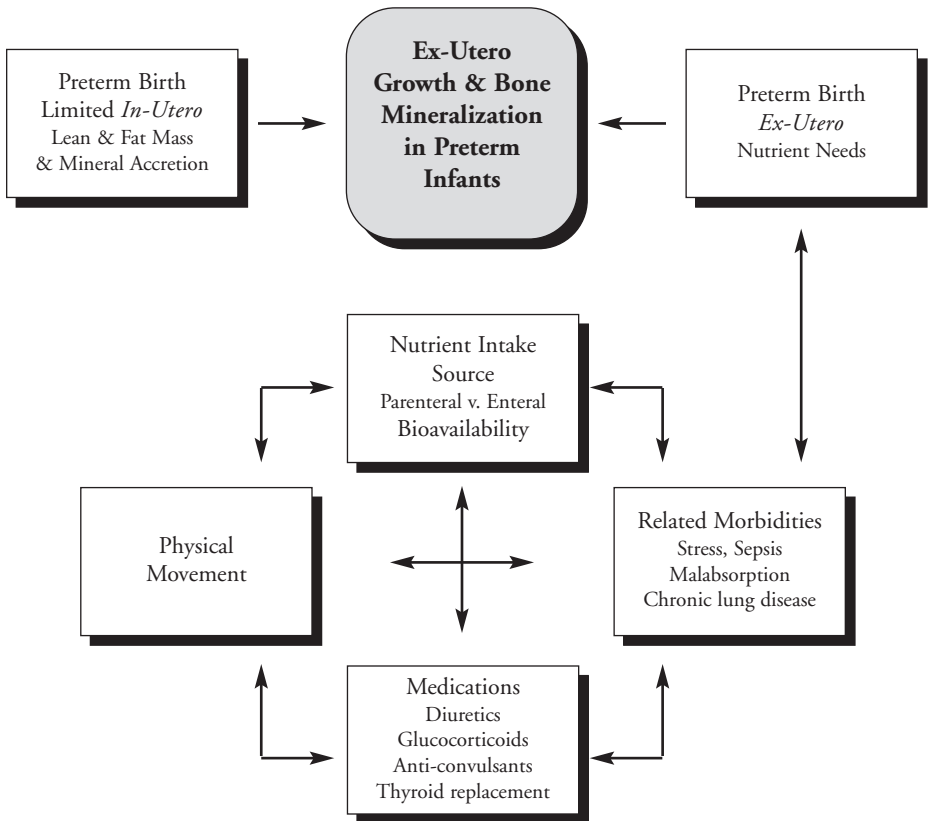 Preterm Birth
Limited In-Utero
Lean & Fat Mass
& Mineral Accretion
Ex-Utero
Growth & Bone
Mineralization
in Preterm
Infants
Preterm Birth
Ex-Utero
Nutrient Needs
Nutrient Intake
Source
Parenteral v. Enteral
Bioavailability
Physical
Movement
Related Morbidities
Stress, Sepsis
Malabsorption
Chronic lung disease
Medications
Diuretics
Glucocorticoids
Anti-convulsants
Thyroid replacement